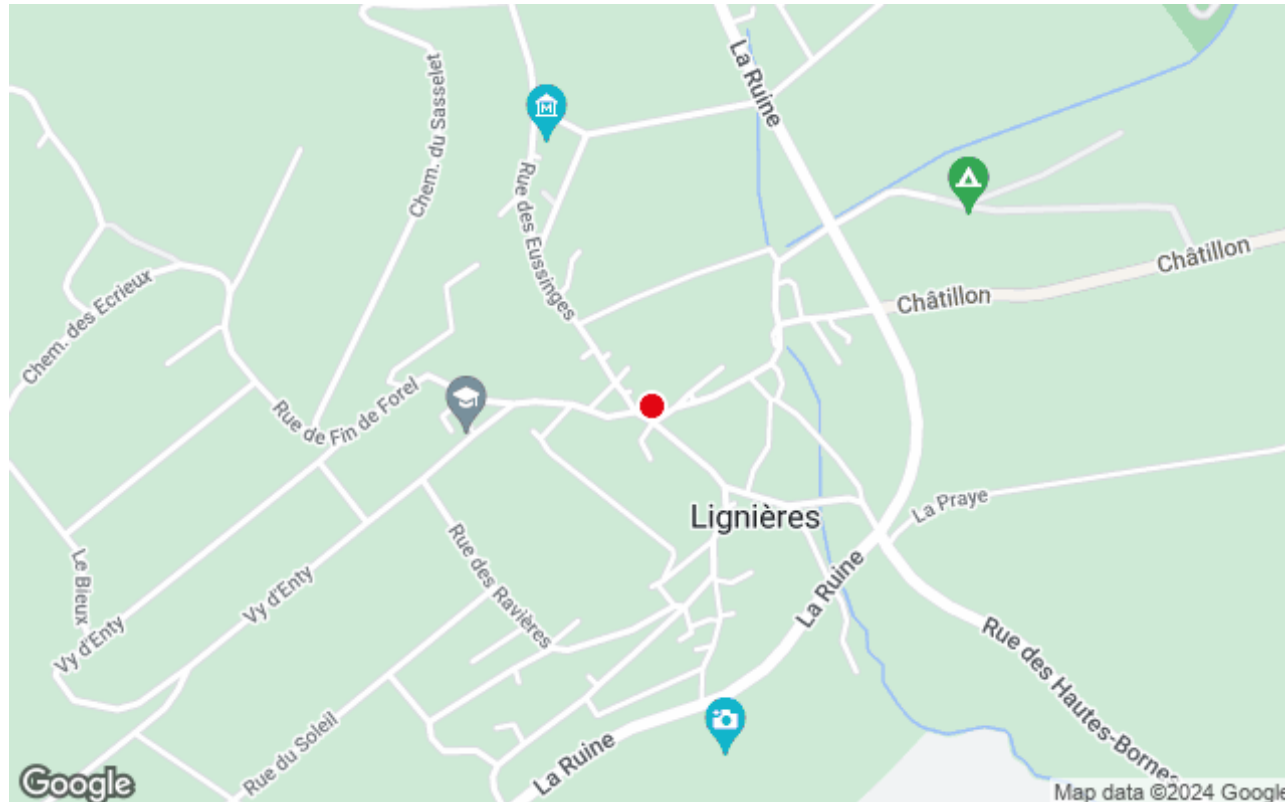 La Ruine
Chem. du Sasselet
Rue des Eussinges
Châtillon
Châtillon
Chem. des Ecrieux
Rue de Fin de Forel
Lignières
La Praye
Rue des Ravières
Le Bieux
Vy d'Enty
Vy d'Enty
La Ruine
Rue des Hautes-Bornes
Rue du Soleil
La Ruine
Google
Map data ©2024 Google